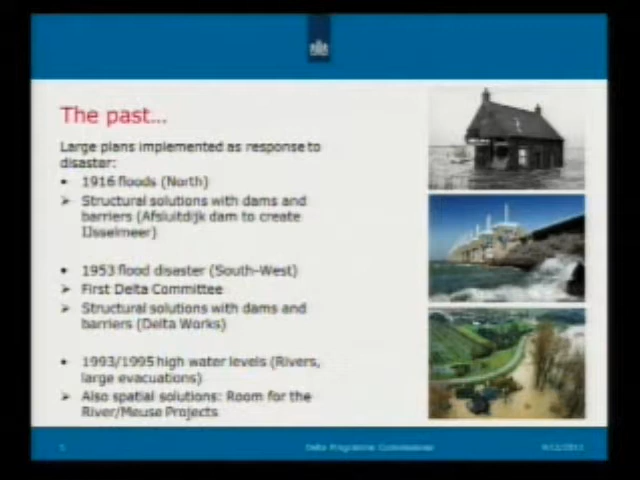 The past...
Large plans implemented as response to
disaster:
• 1916 floods (North)
➢ Structural solutions with dams and
barriers (Afsluitdijk dam to create
IJsselmeer)
• 1953 flood disaster (South-West)
➢ First Delta Committee
➢ Structural solutions with dams and
barriers (Delta Works)
• 1993/1995 high water levels (Rivers,
large evacuations)
➢ Also spatial solutions: Room for the
River/Meuse Projects
Delta Programme Commissioner